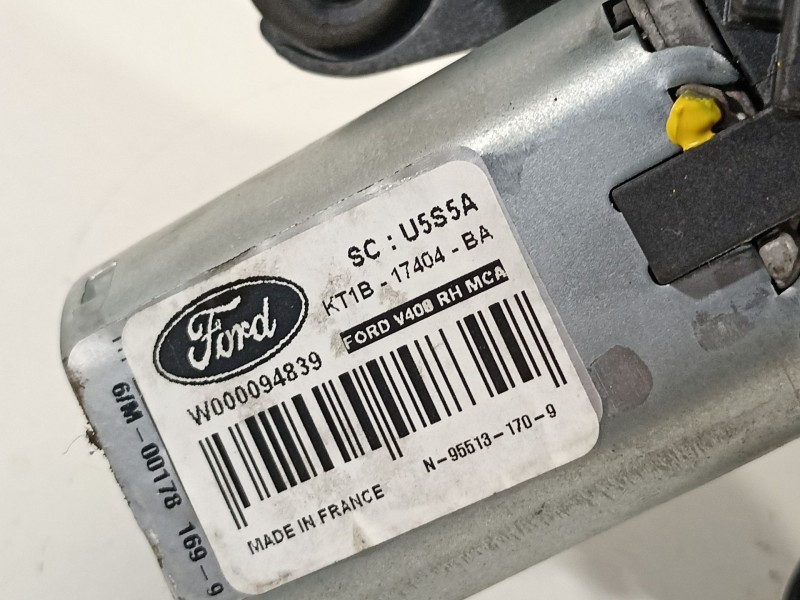 SC : U5S5A
KT1B - 17404 - BA
FORD V408 RH MCA
Ford
W000094839
N-95513-170-9
MADE IN FRANCE
6/M-00178 169-9